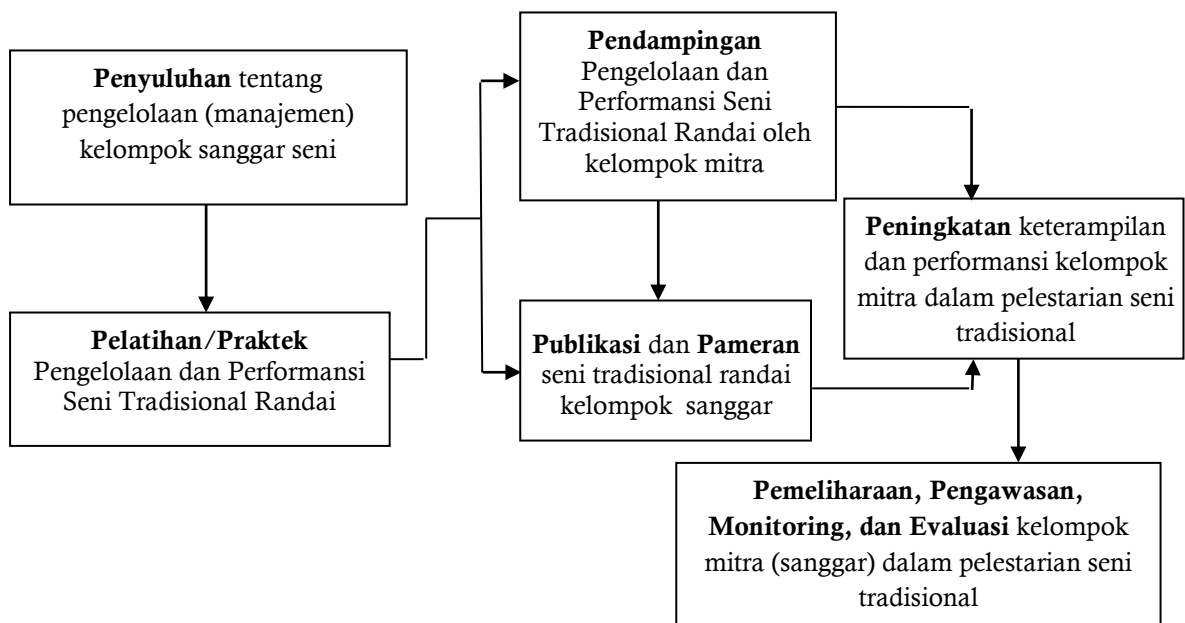 Penyuluhan tentang
pengelolaan (manajemen)
kelompok sanggar seni
Pelatihan/Praktek
Pengelolaan dan Performansi
Seni Tradisional Randai
Pendampingan
Pengelolaan dan
Performansi Seni
Tradisional Randai oleh
kelompok mitra
Publikasi dan Pameran
seni tradisional randai
kelompok sanggar
Peningkatan keterampilan
dan performansi kelompok
mitra dalam pelestarian seni
tradisional
Pemeliharaan, Pengawasan,
Monitoring, dan Evaluasi kelompok
mitra (sanggar) dalam pelestarian seni
tradisional